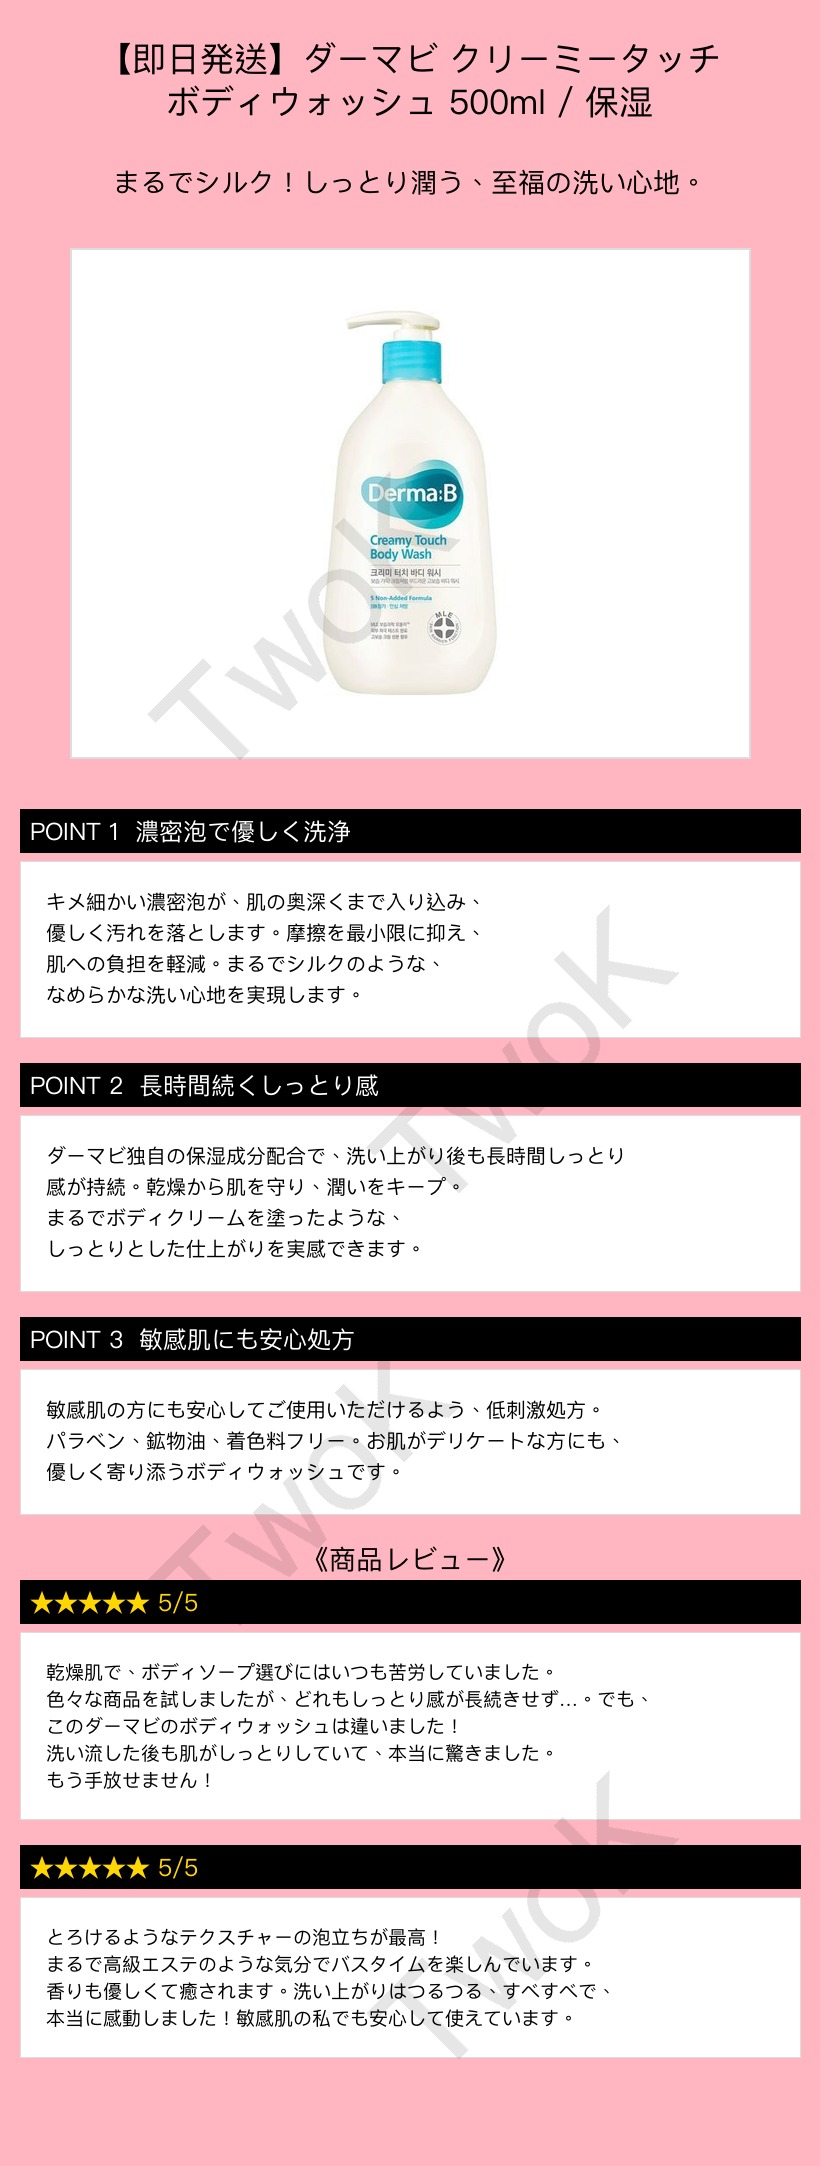 【即日発送】ダーマビ クリーミータッチ
ボディウォッシュ 500ml / 保湿
まるでシルク！しっとり潤う、至福の洗い心地。
Derma:B
Creamy Touch
Body Wash
크리미 터치 바디 워시
5 Non-Added Formula
MLE
TwoK
POINT 1 濃密泡で優しく洗浄
キメ細かい濃密泡が、肌の奥深くまで入り込み、
優しく汚れを落とします。摩擦を最小限に抑え、
肌への負担を軽減。まるでシルクのような、
なめらかな洗い心地を実現します。
TwoK
POINT 2 長時間続くしっとり感
ダーマビ独自の保湿成分配合で、洗い上がり後も長時間しっとり
感が持続。乾燥から肌を守り、潤いをキープ。
まるでボディクリームを塗ったような、
しっとりとした仕上がりを実感できます。
POINT 3 敏感肌にも安心処方
敏感肌の方にも安心してご使用いただけるよう、低刺激処方。
パラベン、鉱物油、着色料フリー。お肌がデリケートな方にも、
優しく寄り添うボディウォッシュです。
TwoK
《商品レビュー》
★★★★★ 5/5
乾燥肌で、ボディソープ選びにはいつも苦労していました。
色々な商品を試しましたが、どれもしっとり感が長続きせず…。でも、
このダーマビのボディウォッシュは違いました！
洗い流した後も肌がしっとりしていて、本当に驚きました。
もう手放せません！
★★★★★ 5/5
とろけるようなテクスチャーの泡立ちが最高！
まるで高級エステのような気分でバスタイムを楽しんでいます。
香りも優しくて癒されます。洗い上がりはつるつる、すべすべで、
本当に感動しました！敏感肌の私でも安心して使えています。
TwoK